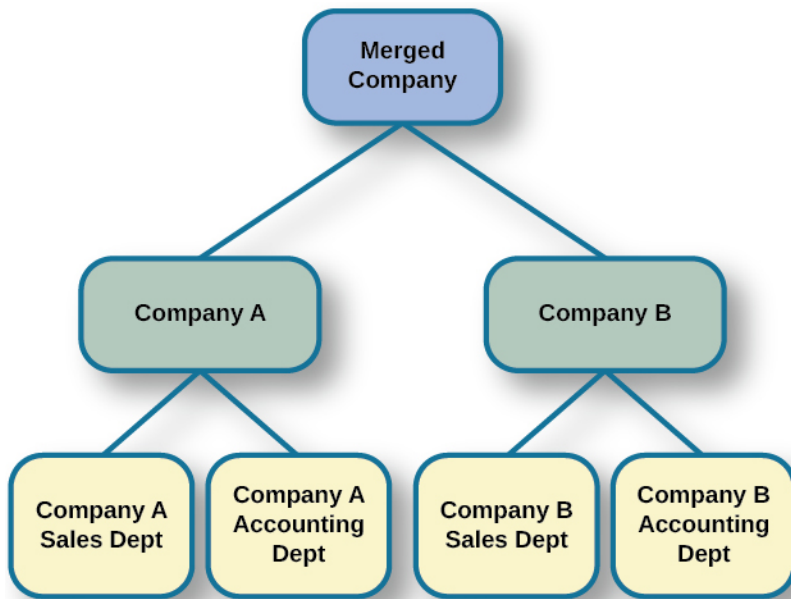 Merged
Company
Company A
Company B
Company A
Sales Dept
Company A
Accounting
Dept
Company B
Sales Dept
Company B
Accounting
Dept